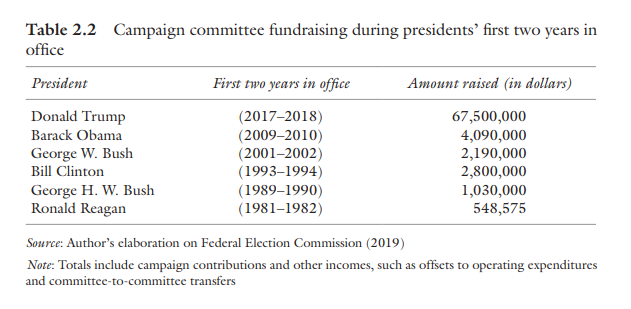 Table 2.2 Campaign committee fundraising during presidents' first two years in
office
President First two years in office Amount raised (in dollars)
Donald Trump (2017–2018) 67,500,000
Barack Obama (2009–2010) 4,090,000
George W. Bush (2001–2002) 2,190,000
Bill Clinton (1993–1994) 2,800,000
George H. W. Bush (1989–1990) 1,030,000
Ronald Reagan (1981–1982) 548,575
Source: Author's elaboration on Federal Election Commission (2019)
Note: Totals include campaign contributions and other incomes, such as offsets to operating expenditures
and committee-to-committee transfers